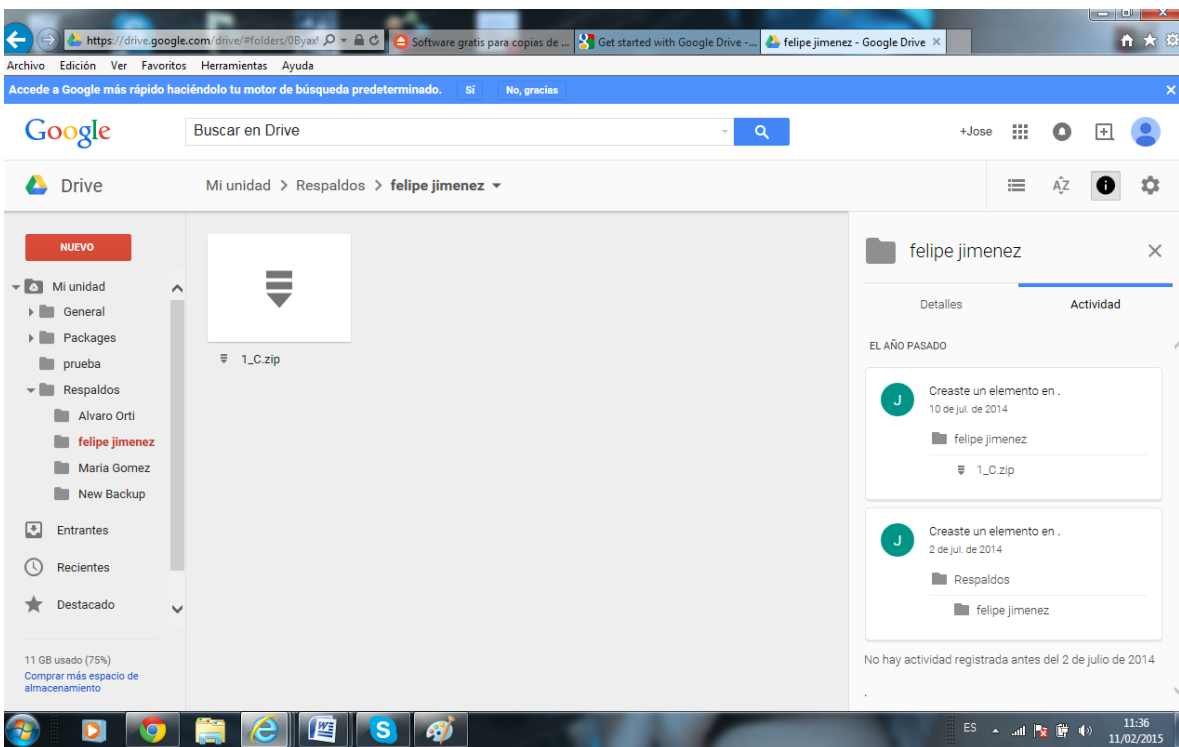 https://drive.google.com/drive/#folders/0Byax
Software gratis para copias de ...
Get started with Google Drive -...
felipe jimenez - Google Drive
Archivo Edición Ver Favoritos Herramientas Ayuda
Accede a Google más rápido haciéndolo tu motor de búsqueda predeterminado. Sí No, gracias
Google
Buscar en Drive
+Jose
Drive
Mi unidad > Respaldos > felipe jimenez
AZ
NUEVO
Mi unidad
General
Packages
prueba
Respaldos
Alvaro Orti
felipe jimenez
Maria Gomez
New Backup
Entrantes
Recientes
Destacado
11 GB usado (75%)
Comprar más espacio de
almacenamiento
1_C.zip
felipe jimenez
Detalles Actividad
EL AÑO PASADO
J
Creaste un elemento en .
10 de jul. de 2014
felipe jimenez
1_C.zip
J
Creaste un elemento en .
2 de jul. de 2014
Respaldos
felipe jimenez
No hay actividad registrada antes del 2 de julio de 2014
.
ES
11:36
11/02/2015